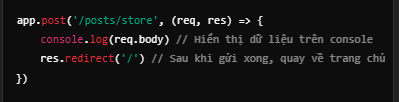 app.post('/posts/store', (req, res) => {
    console.log(req.body) // Hiển thị dữ liệu trên console
    res.redirect('/') // Sau khi gửi xong, quay về trang chủ
})